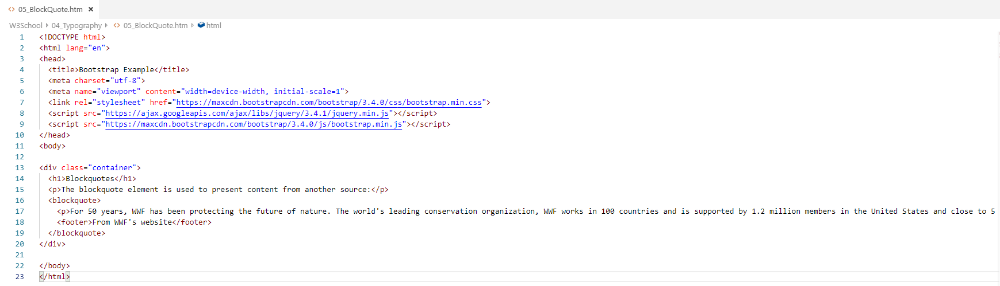 05_BlockQuote.htm ×
W3School 04_Typography <> 05_BlockQuote.htm html
1 <!DOCTYPE html>
2 <html lang="en">
3 <head>
4 <title>Bootstrap Example</title>
5 <meta charset="utf-8">
6 <meta name="viewport" content="width=device-width, initial-scale=1">
7 <link rel="stylesheet" href="https://maxcdn.bootstrapcdn.com/bootstrap/3.4.0/css/bootstrap.min.css">
8 <script src="https://ajax.googleapis.com/ajax/libs/jquery/3.4.1/jquery.min.js"></script>
9 <script src="https://maxcdn.bootstrapcdn.com/bootstrap/3.4.0/js/bootstrap.min.js"></script>
10 </head>
11 <body>
12
13 <div class="container">
14 <h1>Blockquotes</h1>
15 <p>The blockquote element is used to present content from another source:</p>
16 <blockquote>
17 <p>For 50 years, WWF has been protecting the future of nature. The world's leading conservation organization, WWF works in 100 countries and is supported by 1.2 million members in the United States and close to 5
18 <footer>From WWF's website</footer>
19 </blockquote>
20 </div>
21
22 </body>
23 </html>